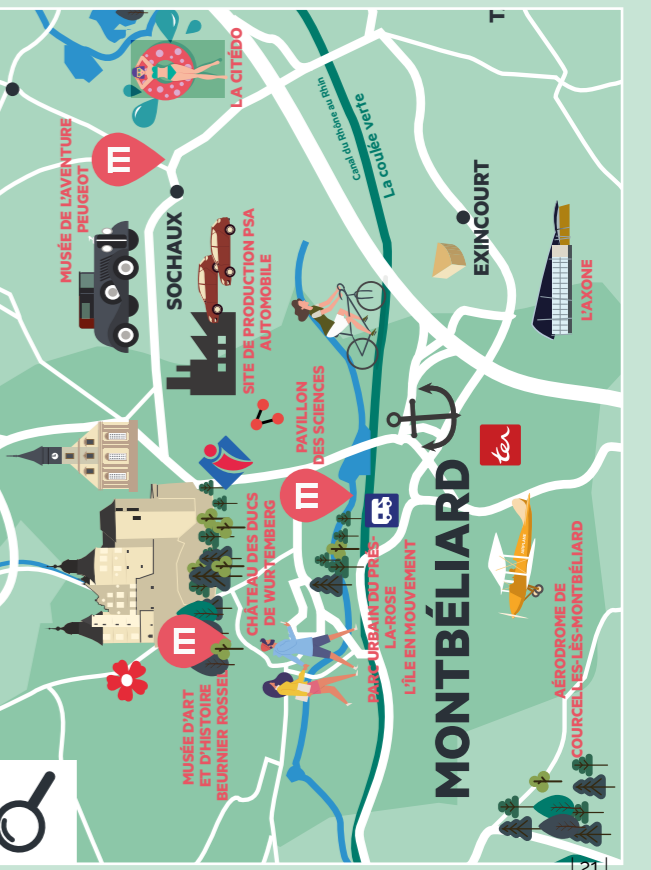 MUSÉE DE L'AVENTURE
PEUGEOT
m
LA CITÉDO
SOCHAUX
SITE DE PRODUCTION PSA
AUTOMOBILE
Canal du Rhône au Rhin
La coulée verte
EXINCOURT
L'AXONE
PAVILLON
DES SCIENCES
m
CHÂTEAU DES DUCS
DE WURTEMBERG
m
MUSÉE D'ART
ET D'HISTOIRE
BEURNIER ROSSEL
PARC URBAIN DU PRÈS-
LA-ROSE
L'ÎLE EN MOUVEMENT
MONTBÉLIARD
ter
AÉRODROME DE
COURCELLES-LÈS-MONTBÉLIARD
21